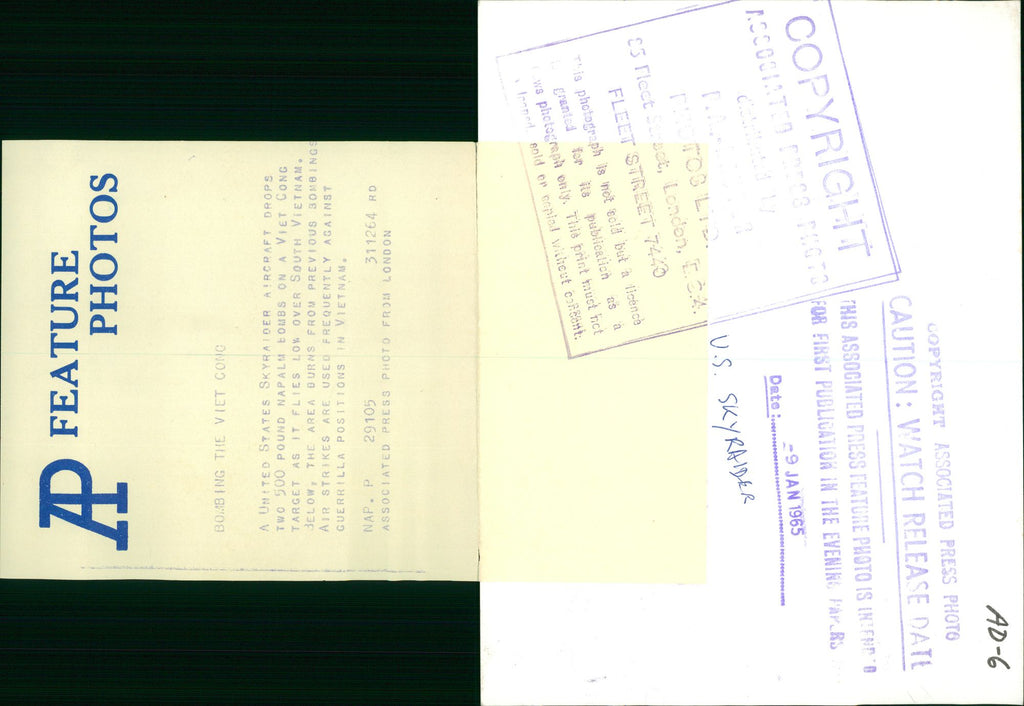 AP FEATURE
PHOTOS
BOMBING THE VIET CONG
A UNITED STATES SKYRAIDER AIRCRAFT DROPS
TWO 500 POUND NAPALM BOMBS ON A VIET CONG
TARGET AS IT FLIES LOW OVER SOUTH VIETNAM.
BELOW, THE AREA BURNS FROM PREVIOUS BOMBINGS
AIR STRIKES ARE USED FREQUENTLY AGAINST
GUERRILLA POSITIONS IN VIETNAM.
NAP. P 29105 311264 RD
ASSOCIATED PRESS PHOTO FROM LONDON
COPYRIGHT
ASSOCIATED PRESS PHOTO
PHOTOS LTD.
85 Fleet Street, London, E.C.4.
FLEET STREET 7440
This photograph is not sold but a licence
is granted for its publication as a
news photograph only. This print must not
be loaned, sold or copied without consent.
U.S. SKYRAIDER
Date: -9 JAN 1965
COPYRIGHT ASSOCIATED PRESS PHOTO
CAUTION: WATCH RELEASE DATE
THIS ASSOCIATED PRESS FEATURE PHOTO IS INTEND'D
FOR FIRST PUBLICATION IN THE EVENING PAPERS
AD-6